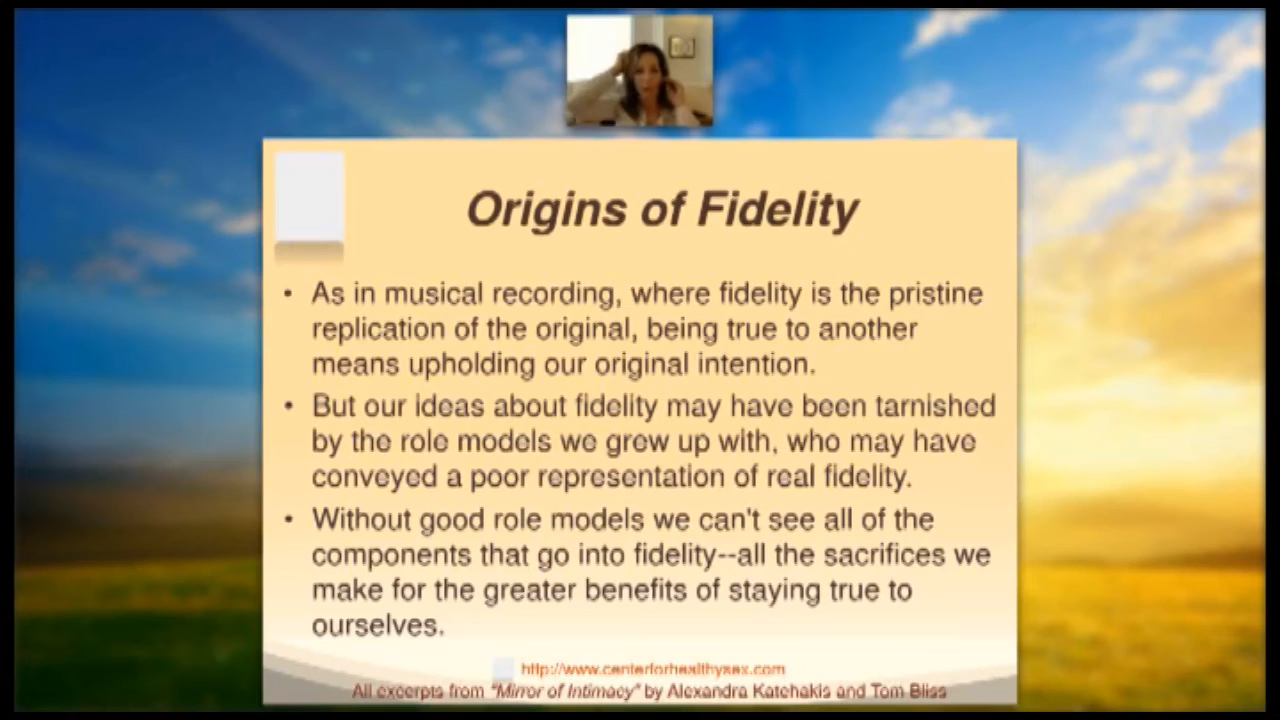 Origins of Fidelity
• As in musical recording, where fidelity is the pristine
replication of the original, being true to another
means upholding our original intention.
• But our ideas about fidelity may have been tarnished
by the role models we grew up with, who may have
conveyed a poor representation of real fidelity.
• Without good role models we can't see all of the
components that go into fidelity--all the sacrifices we
make for the greater benefits of staying true to
ourselves.
http://www.centerforhealthysex.com
All excerpts from "Mirror of Intimacy" by Alexandra Katehakis and Tom Bliss